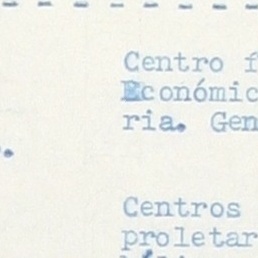 Centro f
Económic
ria. Gen
Centros
proletar